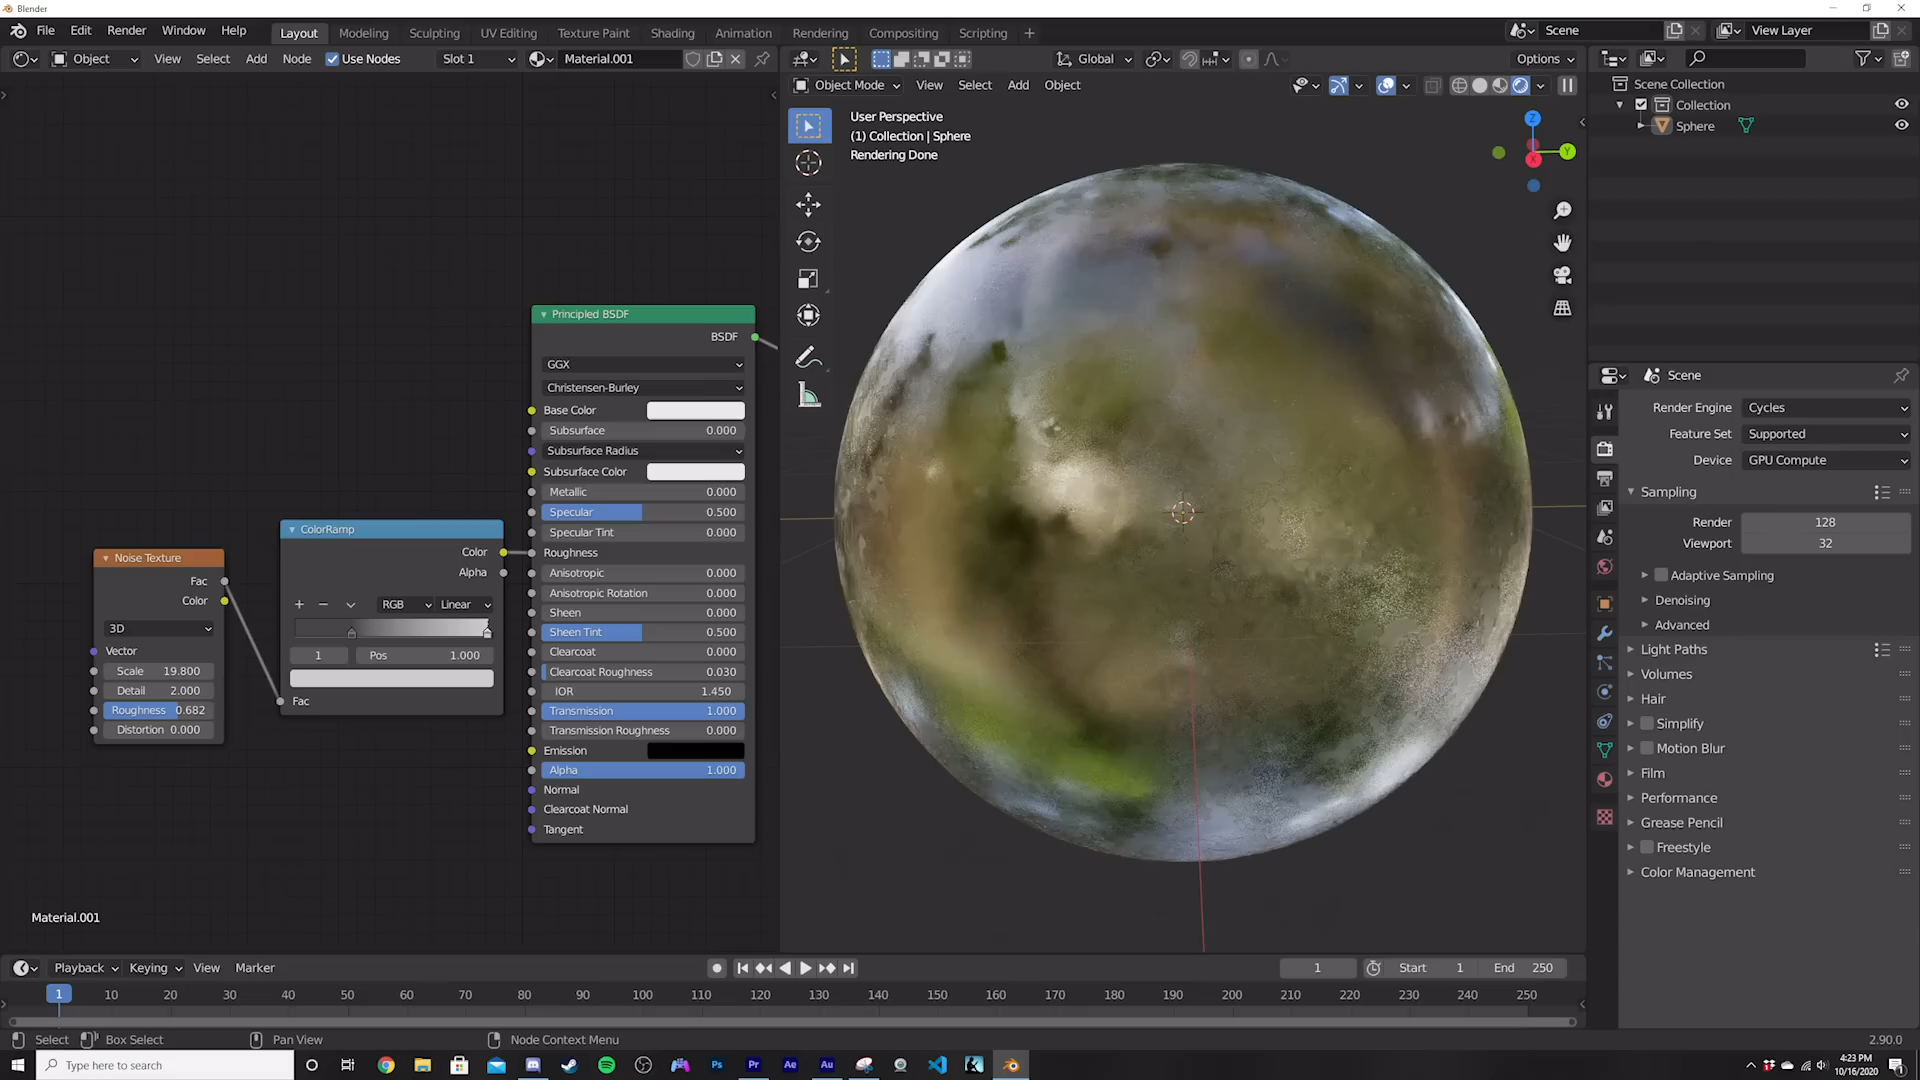 Blender
File Edit Render Window Help Layout Modeling Sculpting UV Editing Texture Paint Shading Animation Rendering Compositing Scripting + Scene View Layer
Object View Select Add Node Use Nodes Slot 1 Material.001 Global Options
Object Mode View Select Add Object
User Perspective
(1) Collection | Sphere
Rendering Done
Z
Y
X
Scene Collection
Collection
Sphere
Principled BSDF
BSDF
GGX
Christensen-Burley
Base Color
Subsurface 0.000
Subsurface Radius
Subsurface Color
Metallic 0.000
Specular 0.500
Specular Tint 0.000
Roughness
Anisotropic 0.000
Anisotropic Rotation 0.000
Sheen 0.000
Sheen Tint 0.500
Clearcoat 0.000
Clearcoat Roughness 0.030
IOR 1.450
Transmission 1.000
Transmission Roughness 0.000
Emission
Alpha 1.000
Normal
Clearcoat Normal
Tangent
ColorRamp
Color
Alpha
RGB Linear
1 Pos 1.000
Fac
Noise Texture
Fac
Color
3D
Vector
Scale 19.800
Detail 2.000
Roughness 0.682
Distortion 0.000
Material.001
Scene
Render Engine Cycles
Feature Set Supported
Device GPU Compute
Sampling
Render 128
Viewport 32
Adaptive Sampling
Denoising
Advanced
Light Paths
Volumes
Hair
Simplify
Motion Blur
Film
Performance
Grease Pencil
Freestyle
Color Management
Playback Keying View Marker 1 Start 1 End 250
1 10 20 30 40 50 60 70 80 90 100 110 120 130 140 150 160 170 180 190 200 210 220 230 240 250
Select Box Select Pan View Node Context Menu 2.90.0
Type here to search Ps Pr Ae Au
4:23 PM
10/16/2020
1